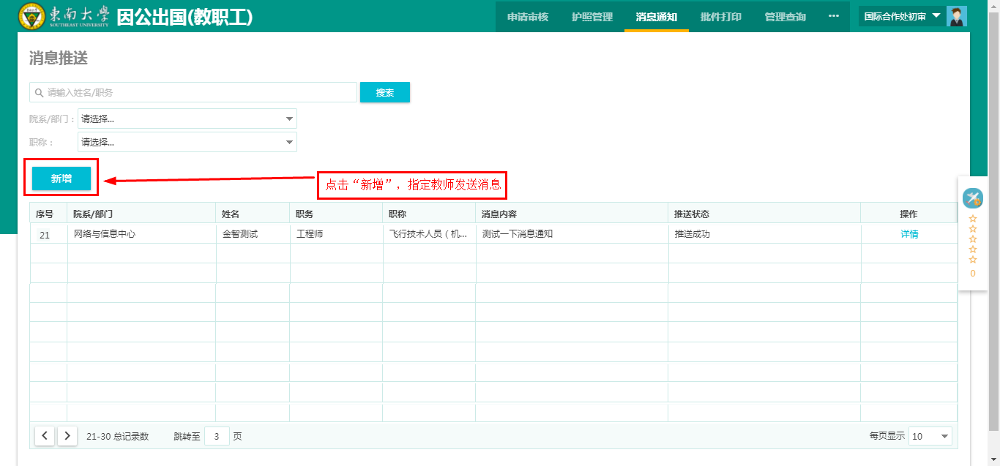 東南大學
SOUTHEAST UNIVERSITY
因公出国(教职工)
申请审核 护照管理 消息通知 批件打印 管理查询 ··· 国际合作处初审
消息推送
请输入姓名/职务 搜索
院系/部门： 请选择...
职称： 请选择...
新增
点击“新增”，指定教师发送消息
序号 院系/部门 姓名 职务 职称 消息内容 推送状态 操作
21 网络与信息中心 金智测试 工程师 飞行技术人员（机... 测试一下消息通知 推送成功 详情
0
21-30 总记录数 跳转至 3 页 每页显示 10